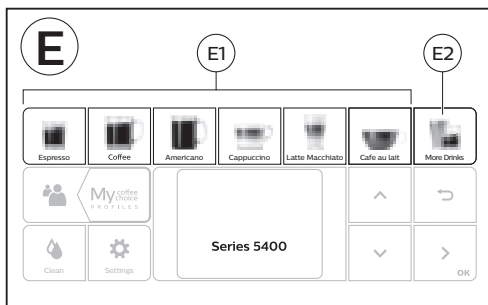 E
E1
E2
Espresso
Coffee
Americano
Cappuccino
Latte Macchiato
Cafe au lait
More Drinks
My coffee choice
PROFILES
Series 5400
Clean
Settings
OK